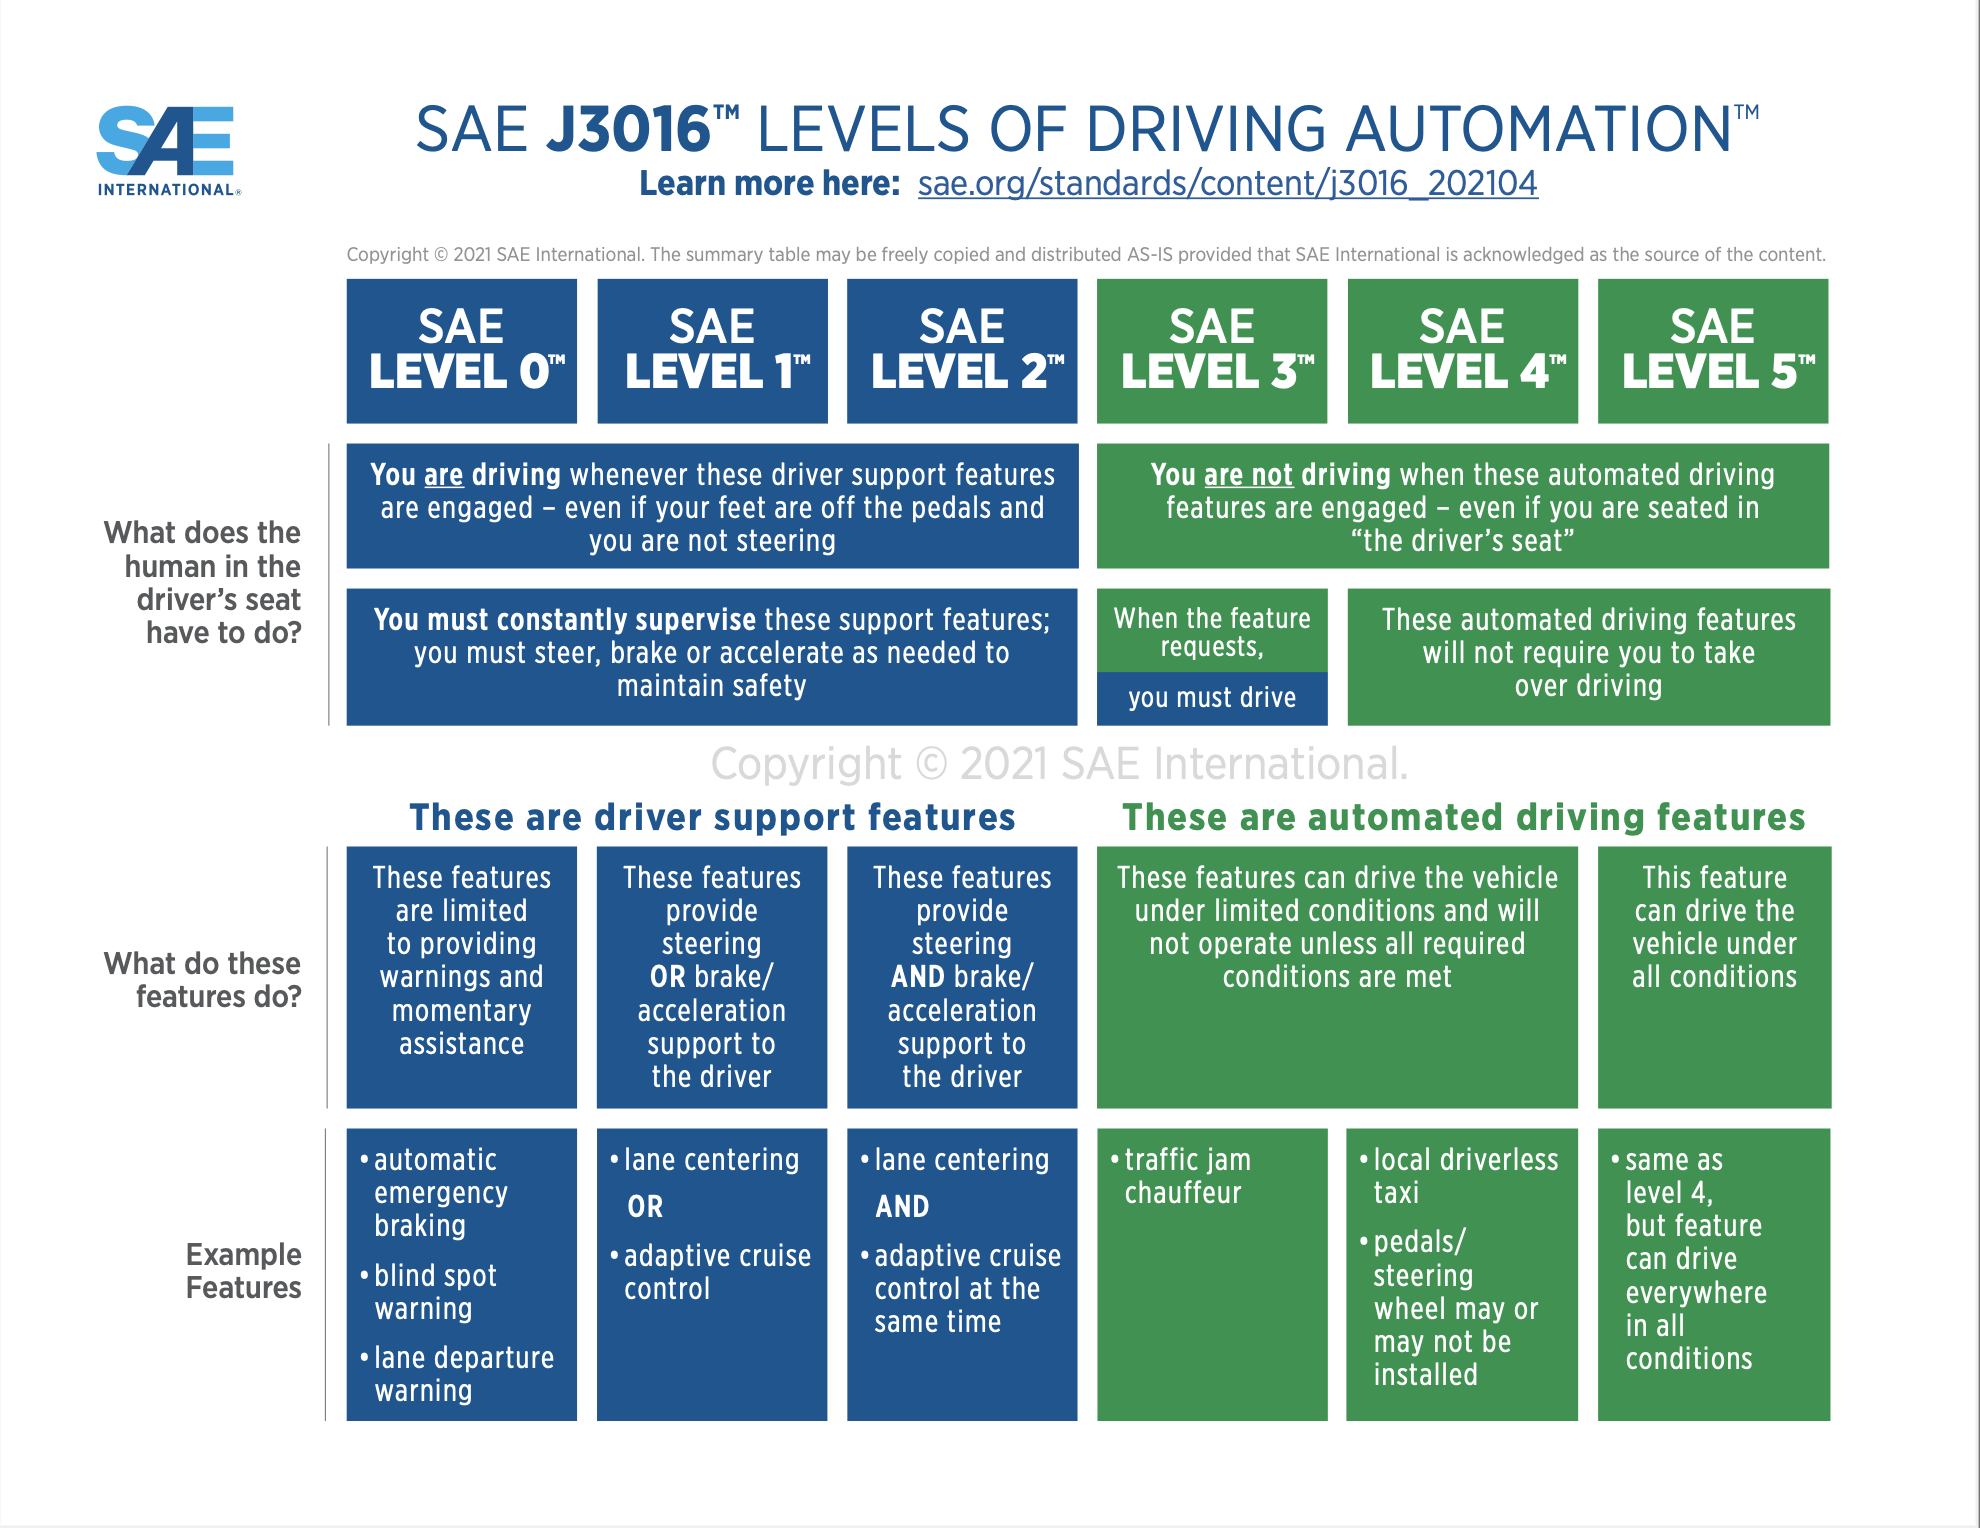 SAE
INTERNATIONAL®
SAE J3016™ LEVELS OF DRIVING AUTOMATION™
Learn more here: sae.org/standards/content/j3016_202104
Copyright © 2021 SAE International. The summary table may be freely copied and distributed AS-IS provided that SAE International is acknowledged as the source of the content.
SAE
LEVEL 0™
SAE
LEVEL 1™
SAE
LEVEL 2™
SAE
LEVEL 3™
SAE
LEVEL 4™
SAE
LEVEL 5™
What does the
human in the
driver’s seat
have to do?
You are driving whenever these driver support features
are engaged – even if your feet are off the pedals and
you are not steering
You are not driving when these automated driving
features are engaged – even if you are seated in
“the driver’s seat”
You must constantly supervise these support features;
you must steer, brake or accelerate as needed to
maintain safety
When the feature
requests,
you must drive
These automated driving features
will not require you to take
over driving
Copyright © 2021 SAE International.
These are driver support features
These are automated driving features
What do these
features do?
These features
are limited
to providing
warnings and
momentary
assistance
These features
provide
steering
OR brake/
acceleration
support to
the driver
These features
provide
steering
AND brake/
acceleration
support to
the driver
These features can drive the vehicle
under limited conditions and will
not operate unless all required
conditions are met
This feature
can drive the
vehicle under
all conditions
Example
Features
• automatic
emergency
braking
• blind spot
warning
• lane departure
warning
• lane centering
OR
• adaptive cruise
control
• lane centering
AND
• adaptive cruise
control at the
same time
• traffic jam
chauffeur
• local driverless
taxi
• pedals/
steering
wheel may or
may not be
installed
• same as
level 4,
but feature
can drive
everywhere
in all
conditions